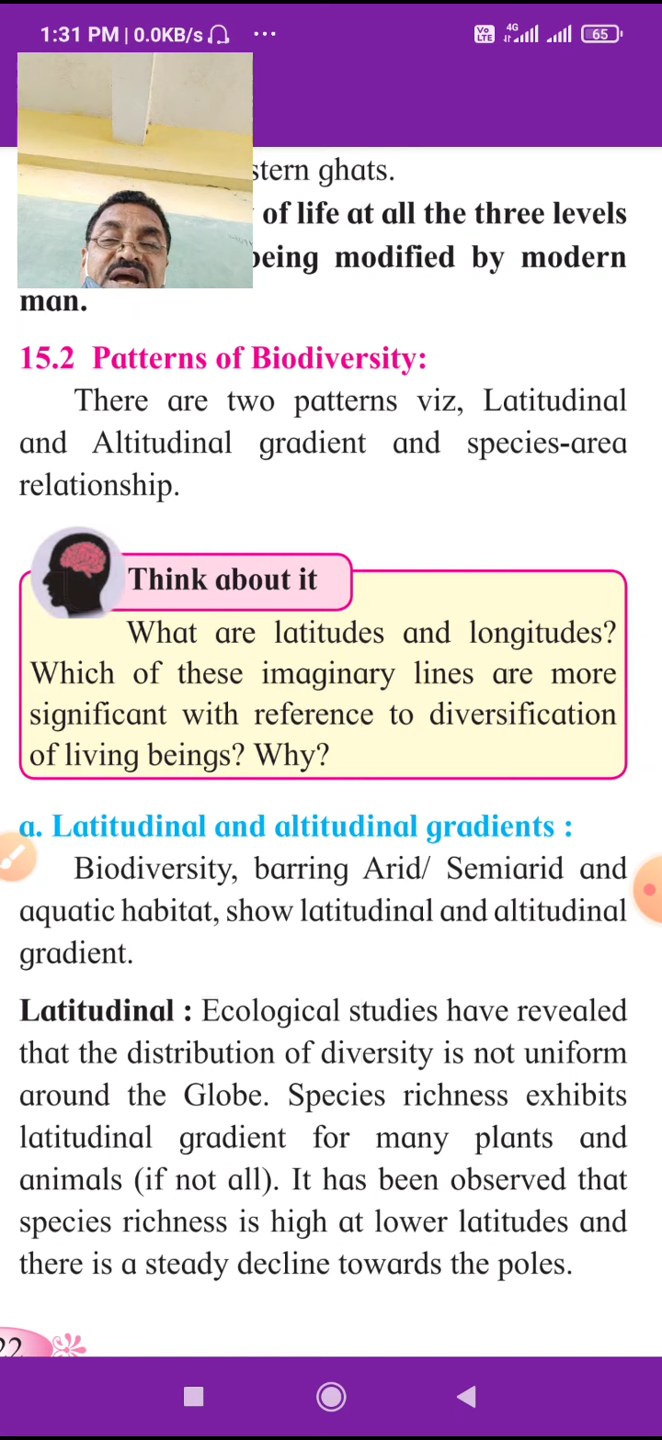 1:31 PM | 0.0KB/s ...
Vo LTE 4G 65
stern ghats.
of life at all the three levels
being modified by modern
man.
15.2 Patterns of Biodiversity:
There are two patterns viz, Latitudinal
and Altitudinal gradient and species-area
relationship.
Think about it
What are latitudes and longitudes?
Which of these imaginary lines are more
significant with reference to diversification
of living beings? Why?
a. Latitudinal and altitudinal gradients :
Biodiversity, barring Arid/ Semiarid and
aquatic habitat, show latitudinal and altitudinal
gradient.
Latitudinal : Ecological studies have revealed
that the distribution of diversity is not uniform
around the Globe. Species richness exhibits
latitudinal gradient for many plants and
animals (if not all). It has been observed that
species richness is high at lower latitudes and
there is a steady decline towards the poles.
22